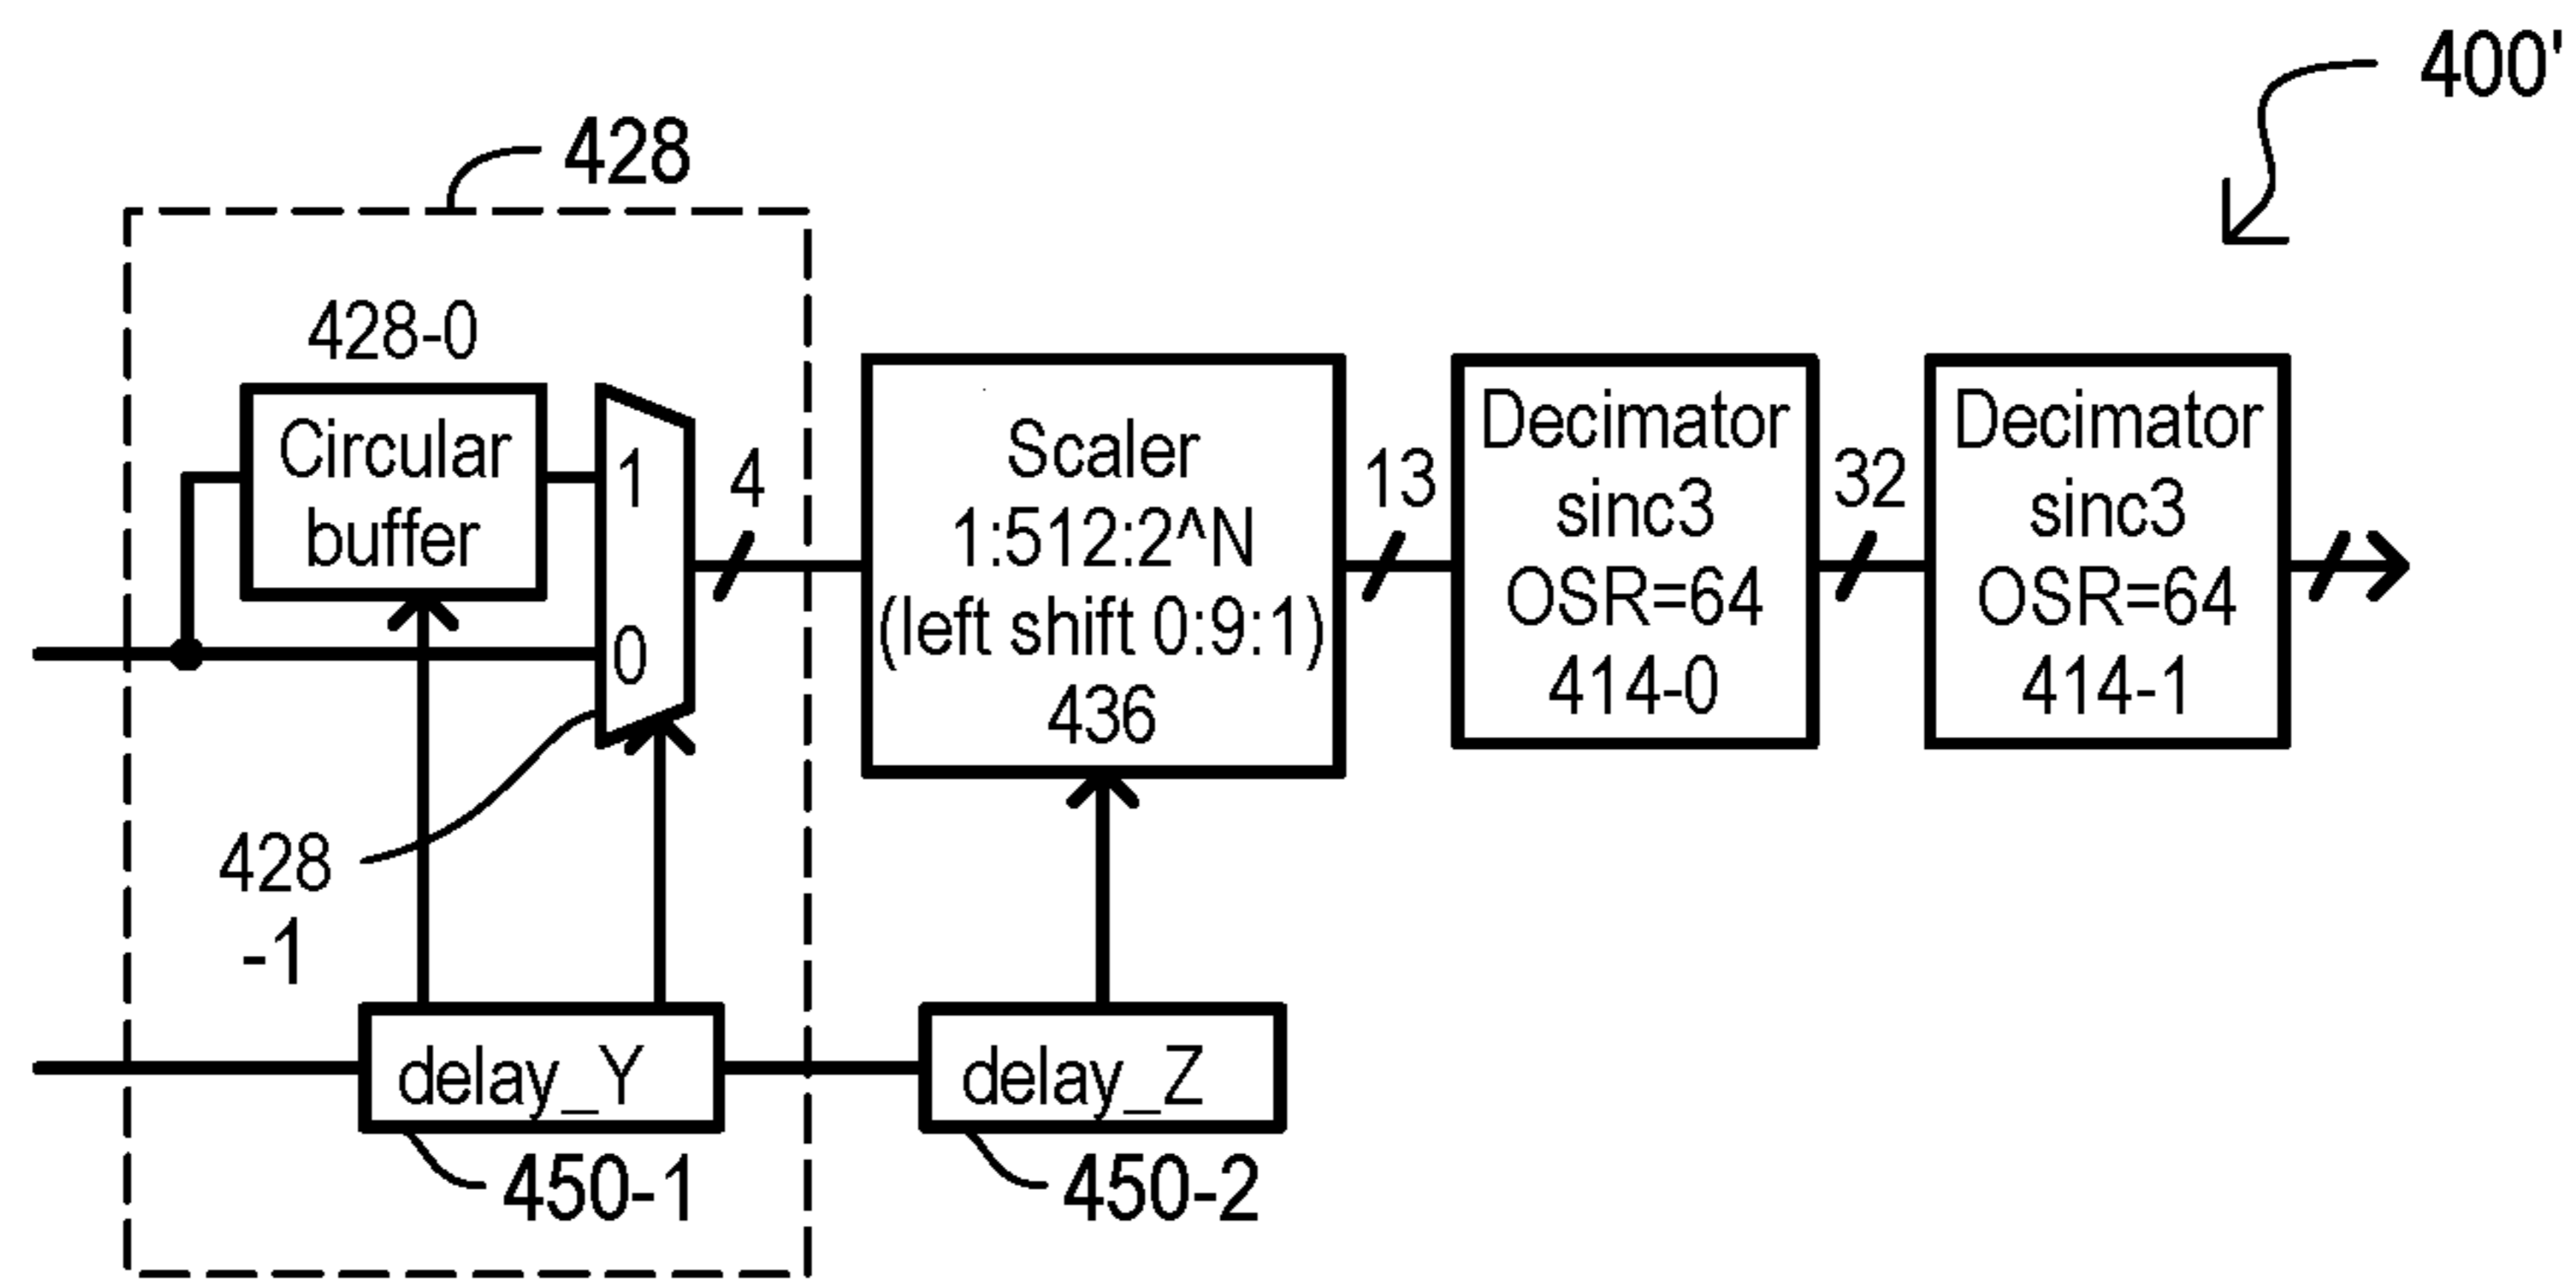 400'
428
428-0
Circular
buffer
1
0
4
428
-1
Scaler
1:512:2^N
(left shift 0:9:1)
436
13
Decimator
sinc3
OSR=64
414-0
32
Decimator
sinc3
OSR=64
414-1
delay_Y
450-1
delay_Z
450-2